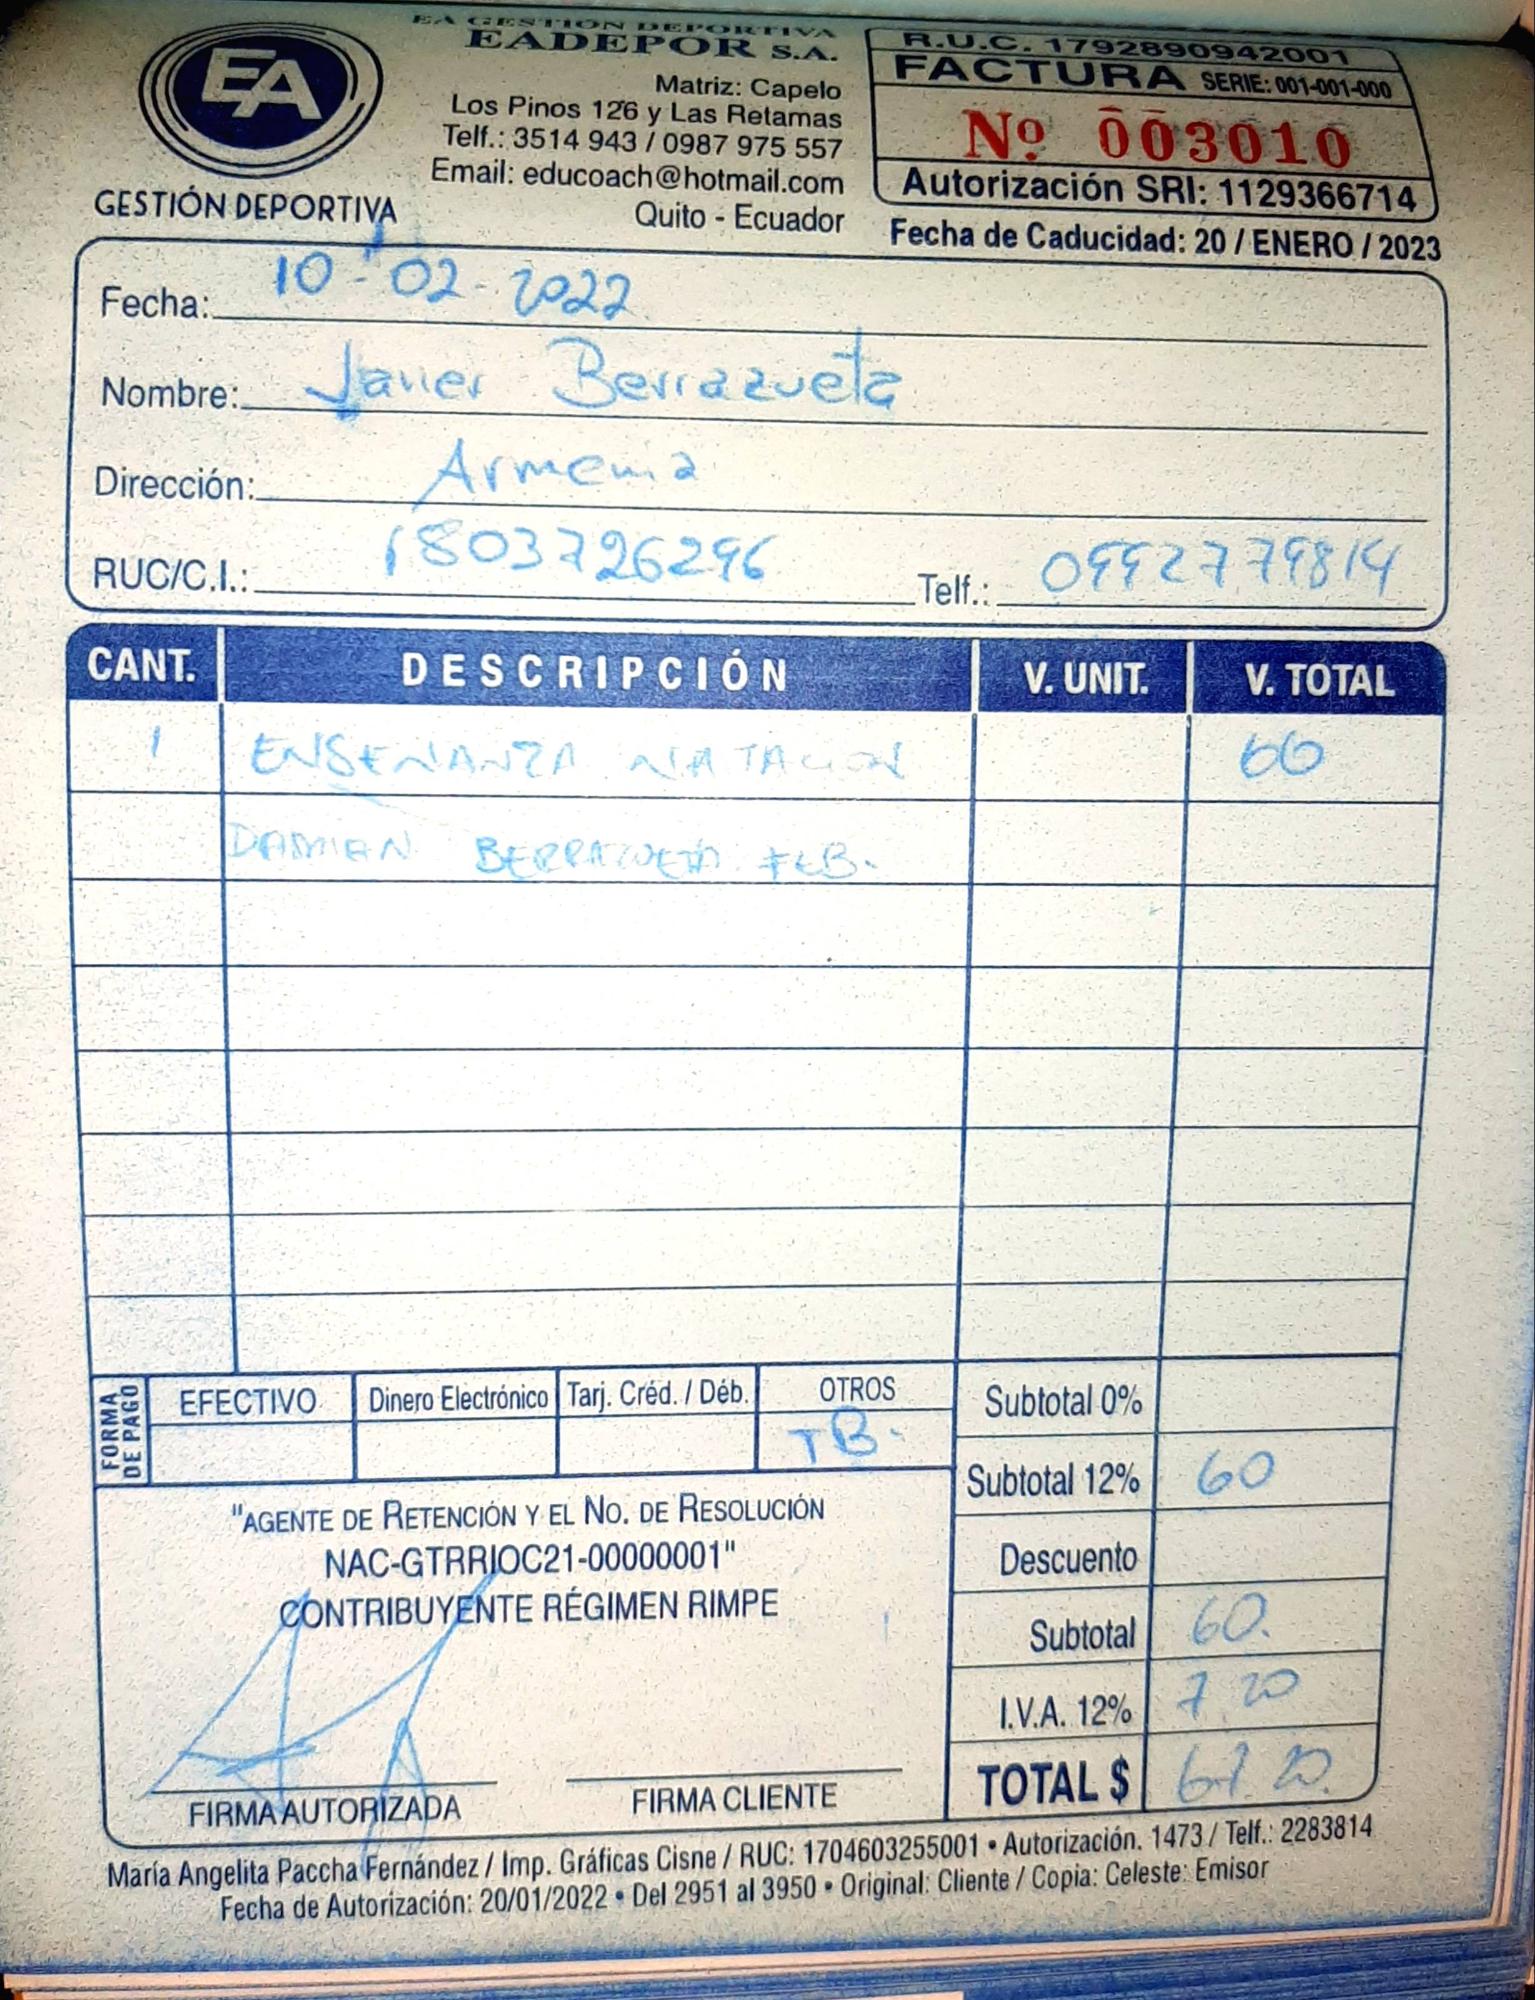 EA GESTIÓN DEPORTIVA
EADEPOR S.A.
EA
GESTIÓN DEPORTIVA
Matriz: Capelo
Los Pinos 126 y Las Retamas
Telf.: 3514 943 / 0987 975 557
Email: educoach@hotmail.com
Quito - Ecuador
R.U.C. 1792890942001
FACTURA SERIE: 001-001-000
Nº 003010
Autorización SRI: 1129366714
Fecha de Caducidad: 20 / ENERO / 2023
Fecha: 10-02-2022
Nombre: Javier Berrazueta
Dirección: Armenia
RUC/C.I.: 1803726296 Telf.: 0992779814
CANT. DESCRIPCIÓN V. UNIT. V. TOTAL
1 ENSEÑANZA NATACION 60
DAMIAN BERRAZUETA FEB.
FORMA DE PAGO
EFECTIVO Dinero Electrónico Tarj. Créd. / Déb. OTROS
TB.
Subtotal 0%
Subtotal 12% 60
Descuento
Subtotal 60.
I.V.A. 12% 7 20
TOTAL $ 67.20.
"AGENTE DE RETENCIÓN Y EL NO. DE RESOLUCIÓN
NAC-GTRRIOC21-00000001"
CONTRIBUYENTE RÉGIMEN RIMPE
FIRMA AUTORIZADA FIRMA CLIENTE
María Angelita Paccha Fernández / Imp. Gráficas Cisne / RUC: 1704603255001 • Autorización. 1473 / Telf.: 2283814
Fecha de Autorización: 20/01/2022 • Del 2951 al 3950 • Original: Cliente / Copia: Celeste: Emisor